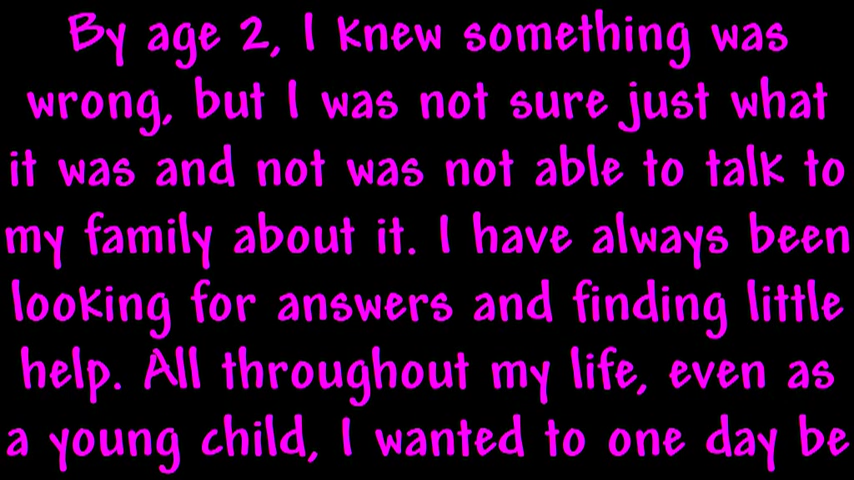 By age 2, I knew something was
wrong, but I was not sure just what
it was and not was not able to talk to
my family about it. I have always been
looking for answers and finding little
help. All throughout my life, even as
a young child, I wanted to one day be